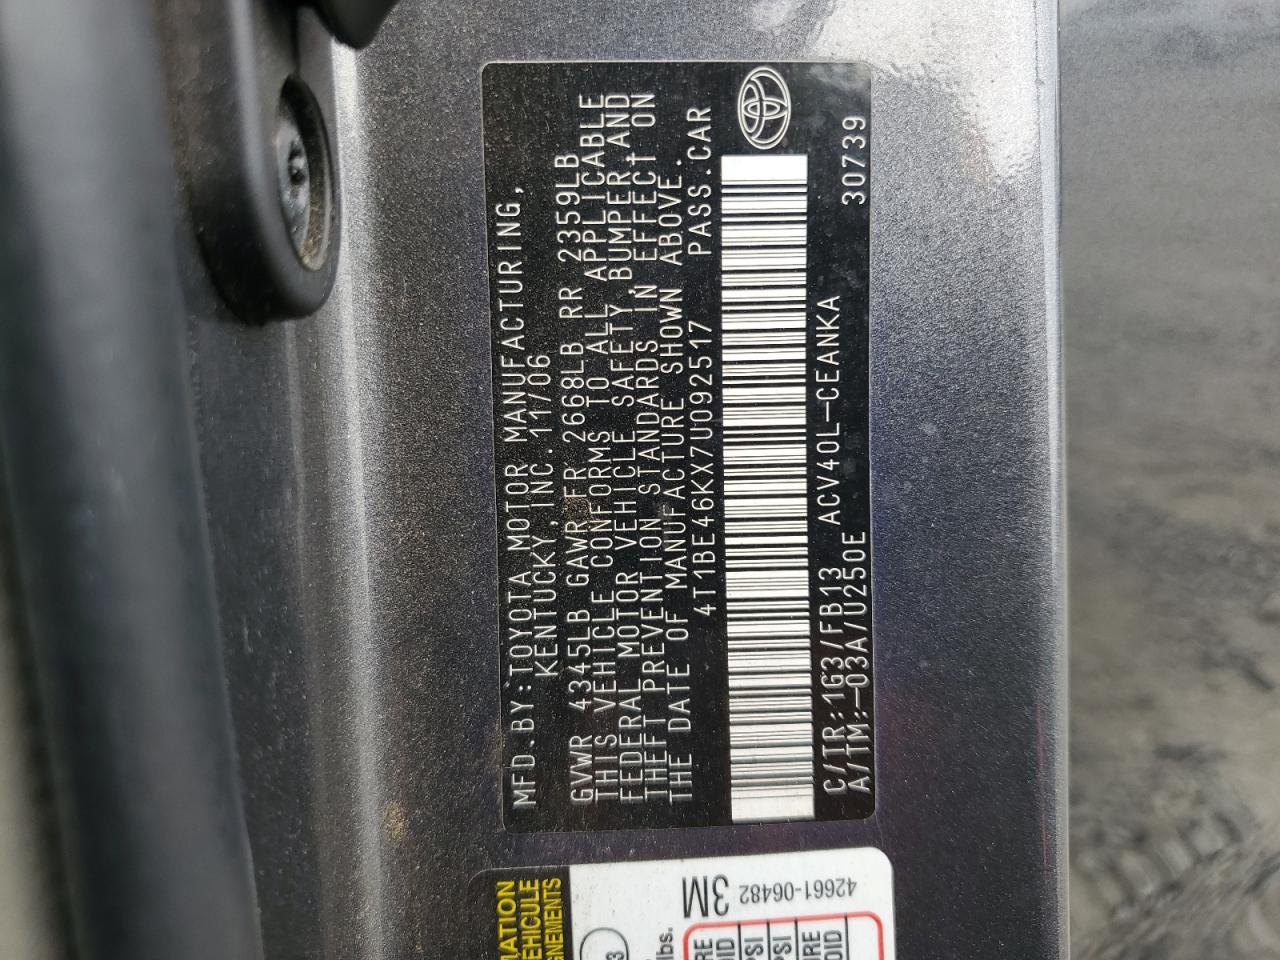 MFD.BY:TOYOTA MOTOR MANUFACTURING,
KENTUCKY,INC. 11/06
GVWR 4345LB GAWR FR 2668LB RR 2359LB
THIS VEHICLE CONFORMS TO ALL APPLICABLE
FEDERAL MOTOR VEHICLE SAFETY,BUMPER,AND
THEFT PREVENTION STANDARDS IN EFFECT ON
THE DATE OF MANUFACTURE SHOWN ABOVE.
4T1BE46KX7U092517 PASS.CAR
C/TR:1G3/FB13 ACV40L-CEANKA
A/TM:-03A/U250E 30739
3M
42661-06482
lbs.